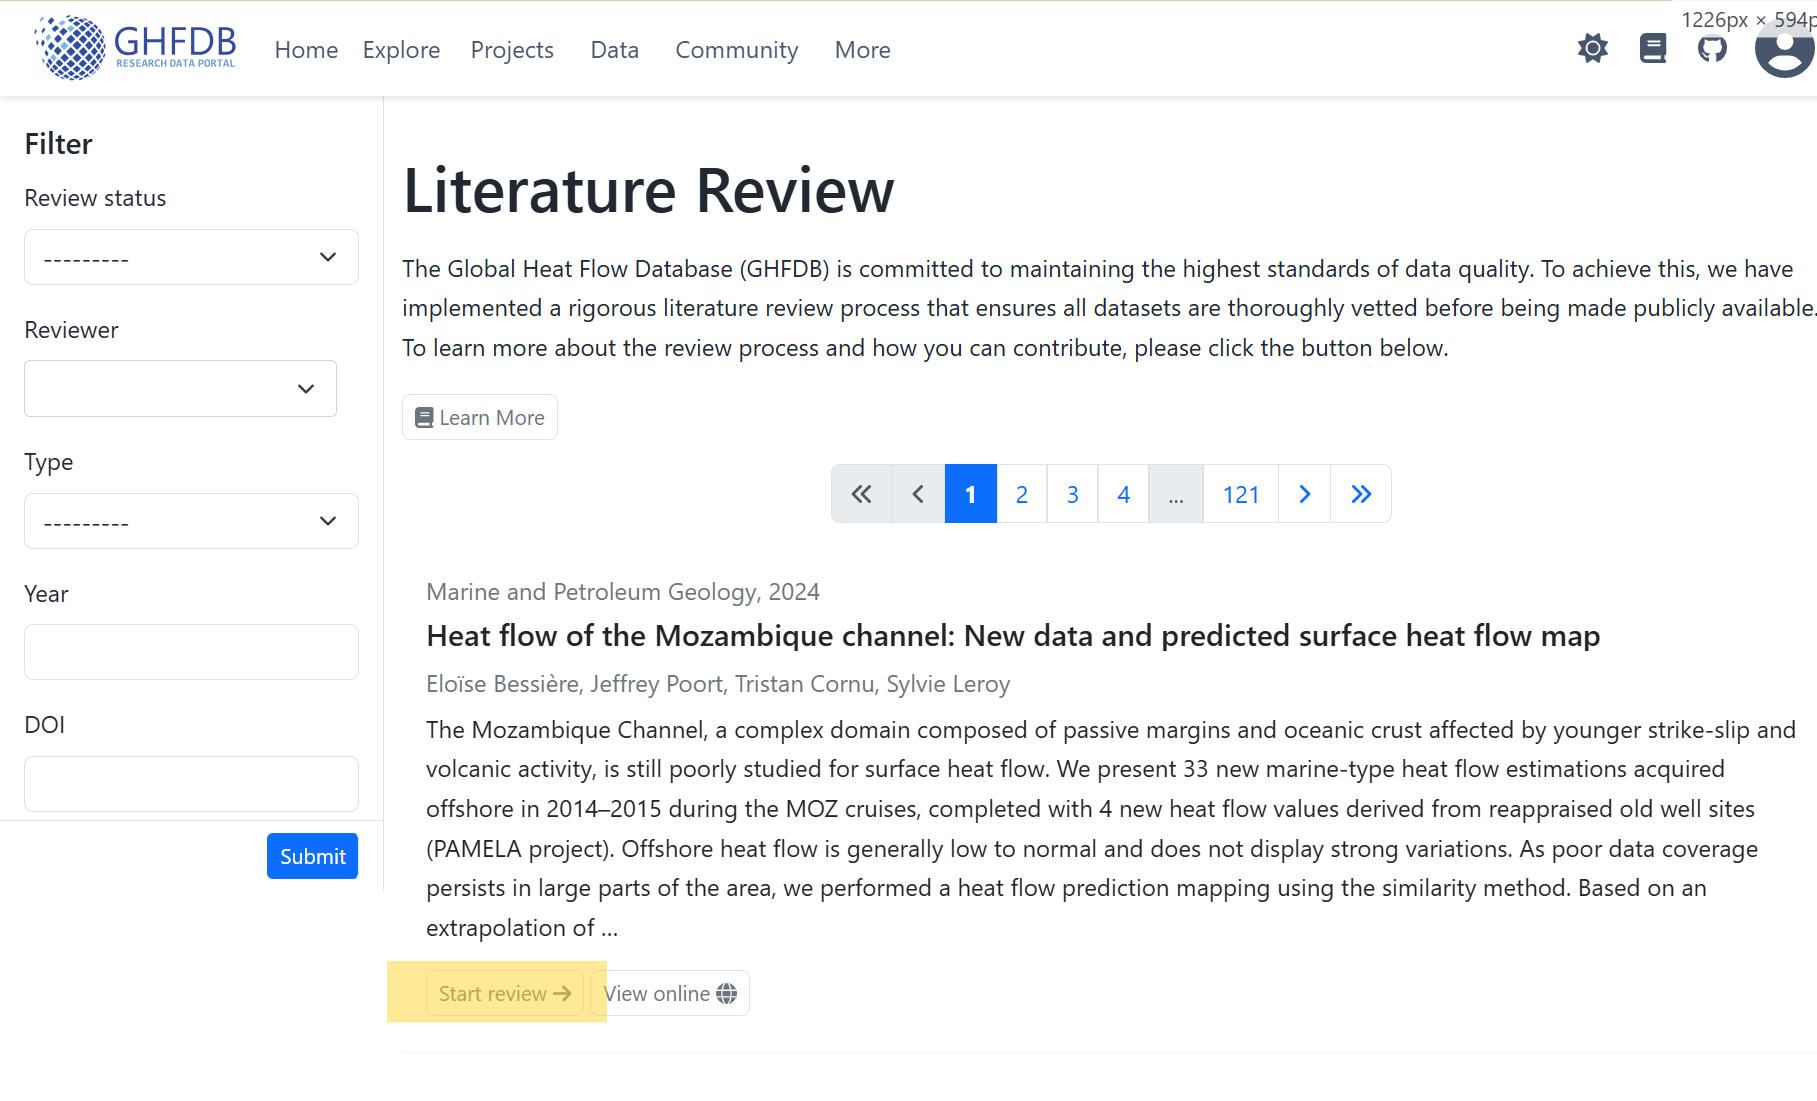 1226px × 594p
GHFDB
RESEARCH DATA PORTAL
Home Explore Projects Data Community More
Filter
Review status
---------
Reviewer
Type
---------
Year
DOI
Submit
Literature Review
The Global Heat Flow Database (GHFDB) is committed to maintaining the highest standards of data quality. To achieve this, we have
implemented a rigorous literature review process that ensures all datasets are thoroughly vetted before being made publicly available.
To learn more about the review process and how you can contribute, please click the button below.
Learn More
« ‹ 1 2 3 4 ... 121 › »
Marine and Petroleum Geology, 2024
Heat flow of the Mozambique channel: New data and predicted surface heat flow map
Eloïse Bessière, Jeffrey Poort, Tristan Cornu, Sylvie Leroy
The Mozambique Channel, a complex domain composed of passive margins and oceanic crust affected by younger strike-slip and
volcanic activity, is still poorly studied for surface heat flow. We present 33 new marine-type heat flow estimations acquired
offshore in 2014–2015 during the MOZ cruises, completed with 4 new heat flow values derived from reappraised old well sites
(PAMELA project). Offshore heat flow is generally low to normal and does not display strong variations. As poor data coverage
persists in large parts of the area, we performed a heat flow prediction mapping using the similarity method. Based on an
extrapolation of …
Start review → View online